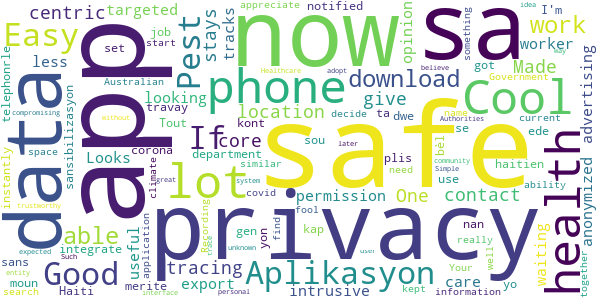 centric
targeted
appreciate
notified
I'm
now
sa
Easy
job
Pest
stays
tracks
opinion
work
set
start
less
Australian
looking
phone
download
worker
got
Made
something
data
app
telephonrle
sensibilizasyon
travay
Tout
kont
location
give
ta
dwe
believe
adopt
Healthcare
idea
Government
way
If
core
decide
Authorities
name
current
Cool
advertising
compromising
without
space
Looks
corona
department
sou
later
se
ede
instantly
climate
similar
plis
need
community
Simple
bèl
haitien
anonymized
safe
lot
great
system
covid
permission
One
use
ability
health
trustworthy
able
Such
useful
application
Recording
trace
gen
fool
unknown
yon
find
kap
user
contact
nan
really
well
waiting
together
privacy
expected
Good
integrate
tracing
intrusive
care
Your
sans
entity
moun
search
Haiti
interface
merite
export
personal
Aplikasyon
kept
information
yo